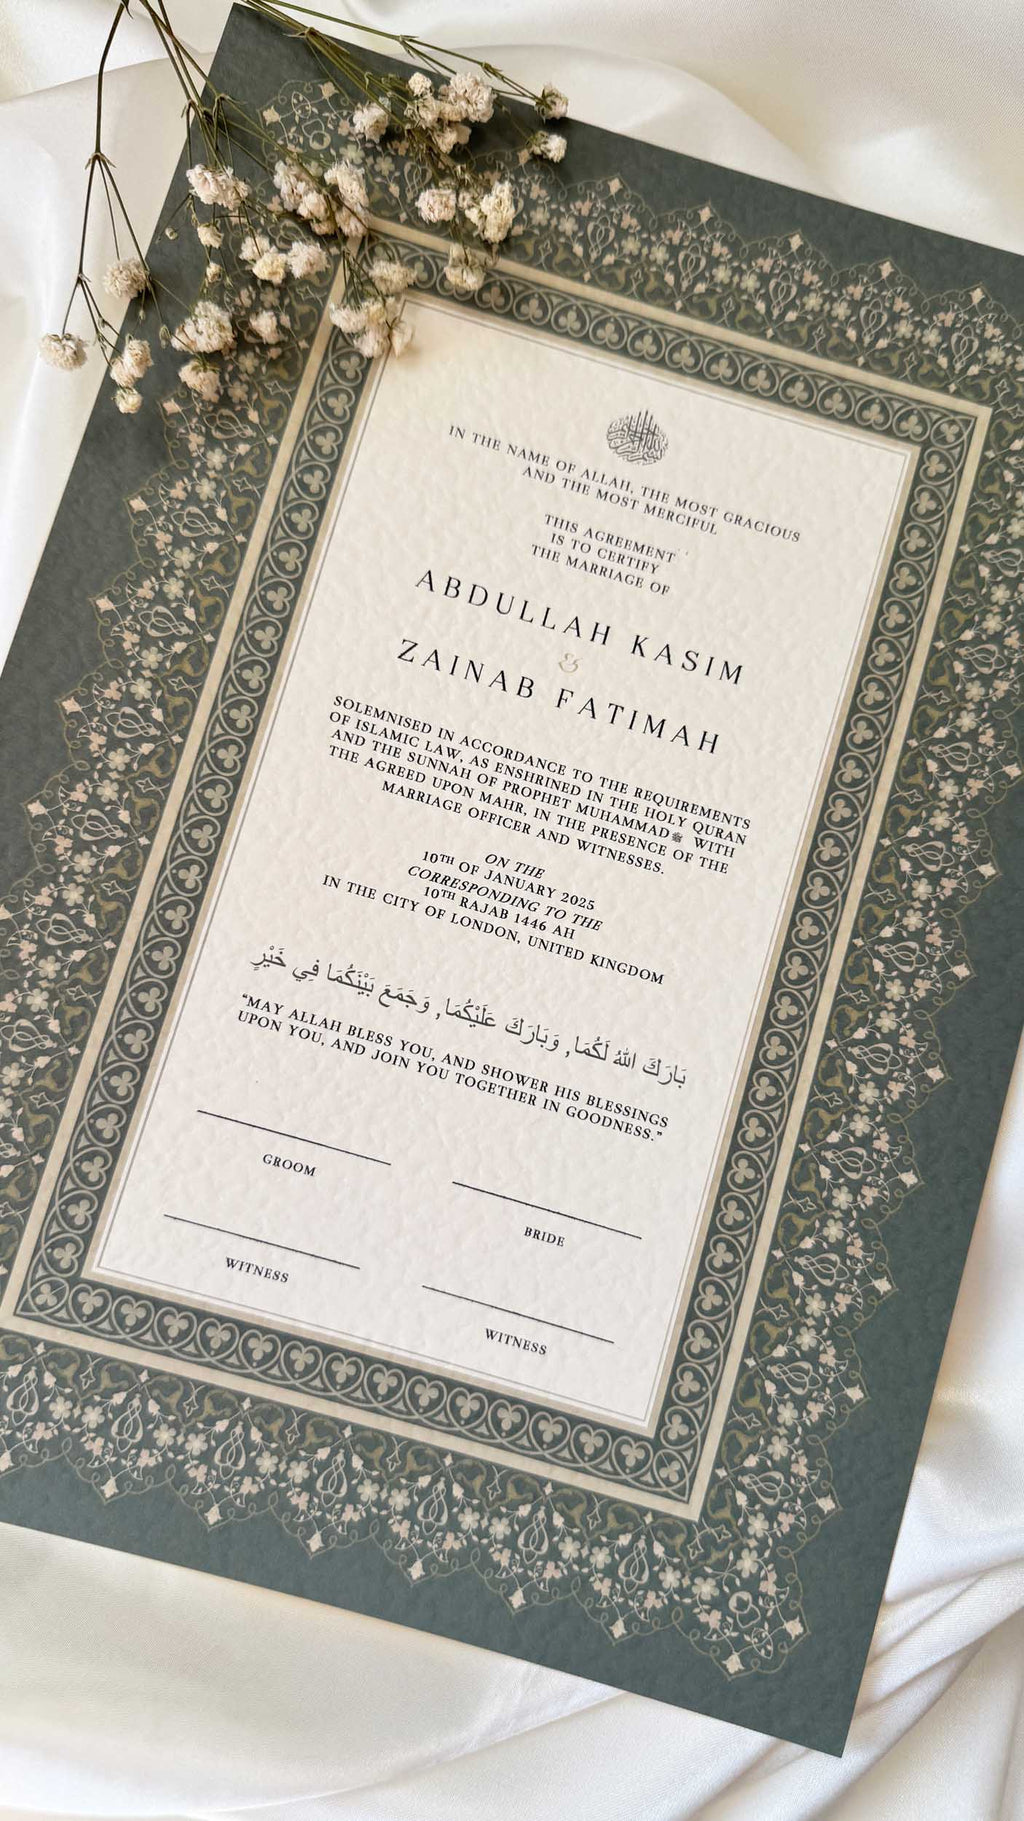 IN THE NAME OF ALLAH, THE MOST GRACIOUS
AND THE MOST MERCIFUL
THIS AGREEMENT
IS TO CERTIFY
THE MARRIAGE OF
ABDULLAH KASIM
&
ZAINAB FATIMAH
SOLEMNISED IN ACCORDANCE TO THE REQUIREMENTS
OF ISLAMIC LAW, AS ENSHRINED IN THE HOLY QURAN
AND THE SUNNAH OF PROPHET MUHAMMADﷺ WITH
THE AGREED UPON MAHR, IN THE PRESENCE OF THE
MARRIAGE OFFICER AND WITNESSES.
ON THE
10TH OF JANUARY 2025
CORRESPONDING TO THE
10TH RAJAB 1446 AH
IN THE CITY OF LONDON, UNITED KINGDOM
بَارَكَ اللهُ لَكُمَا, وَبَارَكَ عَلَيْكُمَا, وَجَمَعَ بَيْنَكُمَا فِي خَيْرٍ
"MAY ALLAH BLESS YOU, AND SHOWER HIS BLESSINGS
UPON YOU, AND JOIN YOU TOGETHER IN GOODNESS."
GROOM
BRIDE
WITNESS
WITNESS